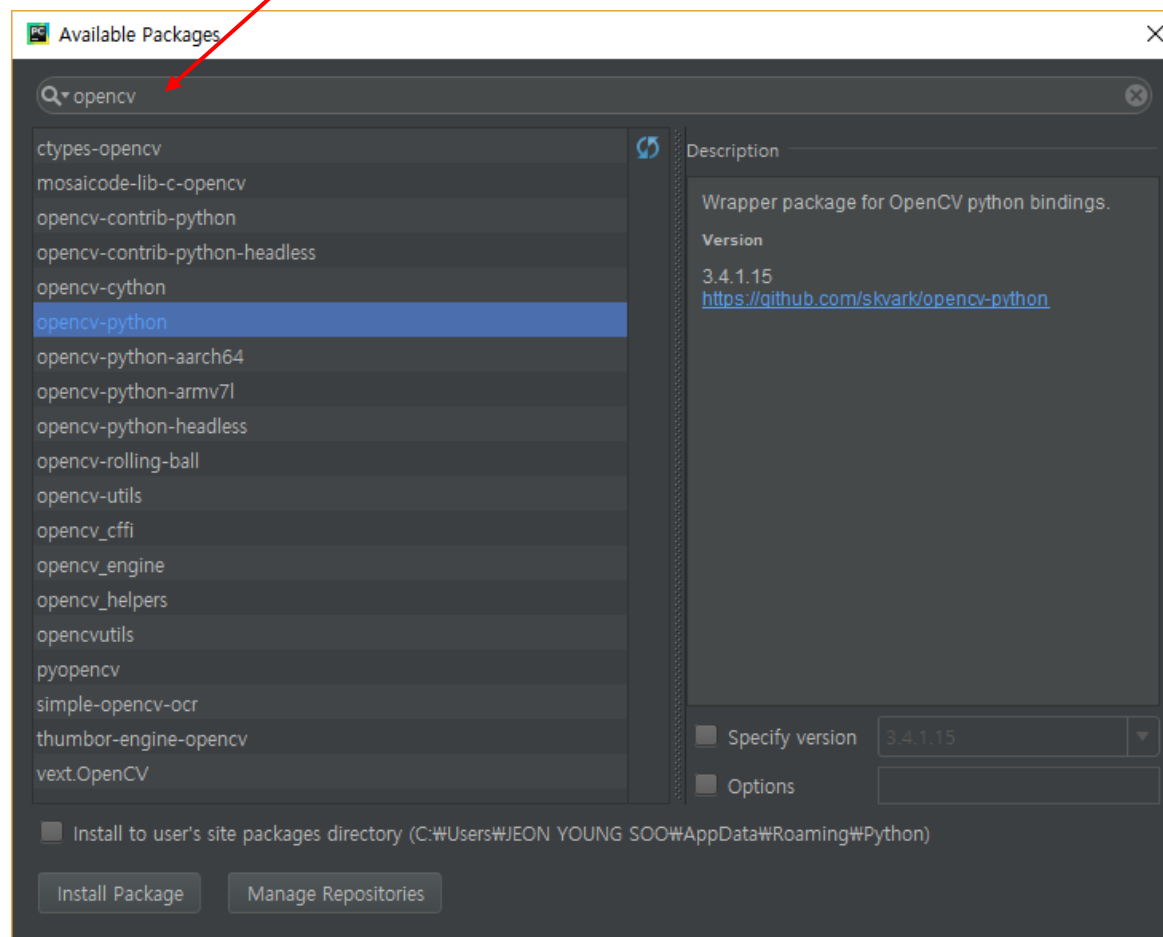 Available Packages
opencv
ctypes-opencv
mosaicode-lib-c-opencv
opencv-contrib-python
opencv-contrib-python-headless
opencv-cython
opencv-python
opencv-python-aarch64
opencv-python-armv7l
opencv-python-headless
opencv-rolling-ball
opencv-utils
opencv_cffi
opencv_engine
opencv_helpers
opencvutils
pyopencv
simple-opencv-ocr
thumbor-engine-opencv
vext.OpenCV
Description
Wrapper package for OpenCV python bindings.
Version
3.4.1.15
https://github.com/skvark/opencv-python
Specify version 3.4.1.15
Options
Install to user's site packages directory (C:₩Users₩JEON YOUNG SOO₩AppData₩Roaming₩Python)
Install Package Manage Repositories